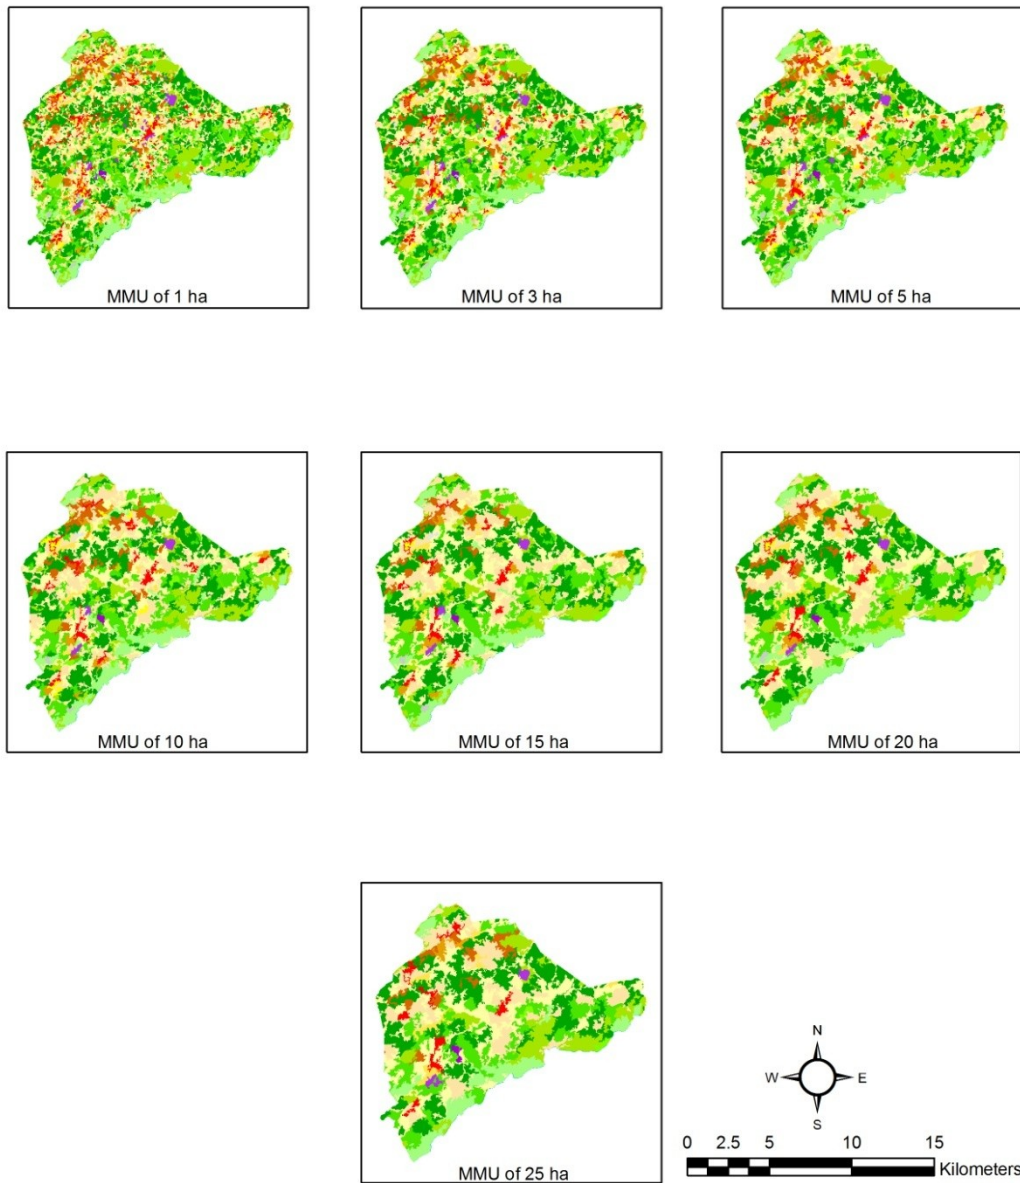 MMU of 1 ha
MMU of 3 ha
MMU of 5 ha
MMU of 10 ha
MMU of 15 ha
MMU of 20 ha
MMU of 25 ha
N
W E
S
0 2.5 5 10 15
Kilometers